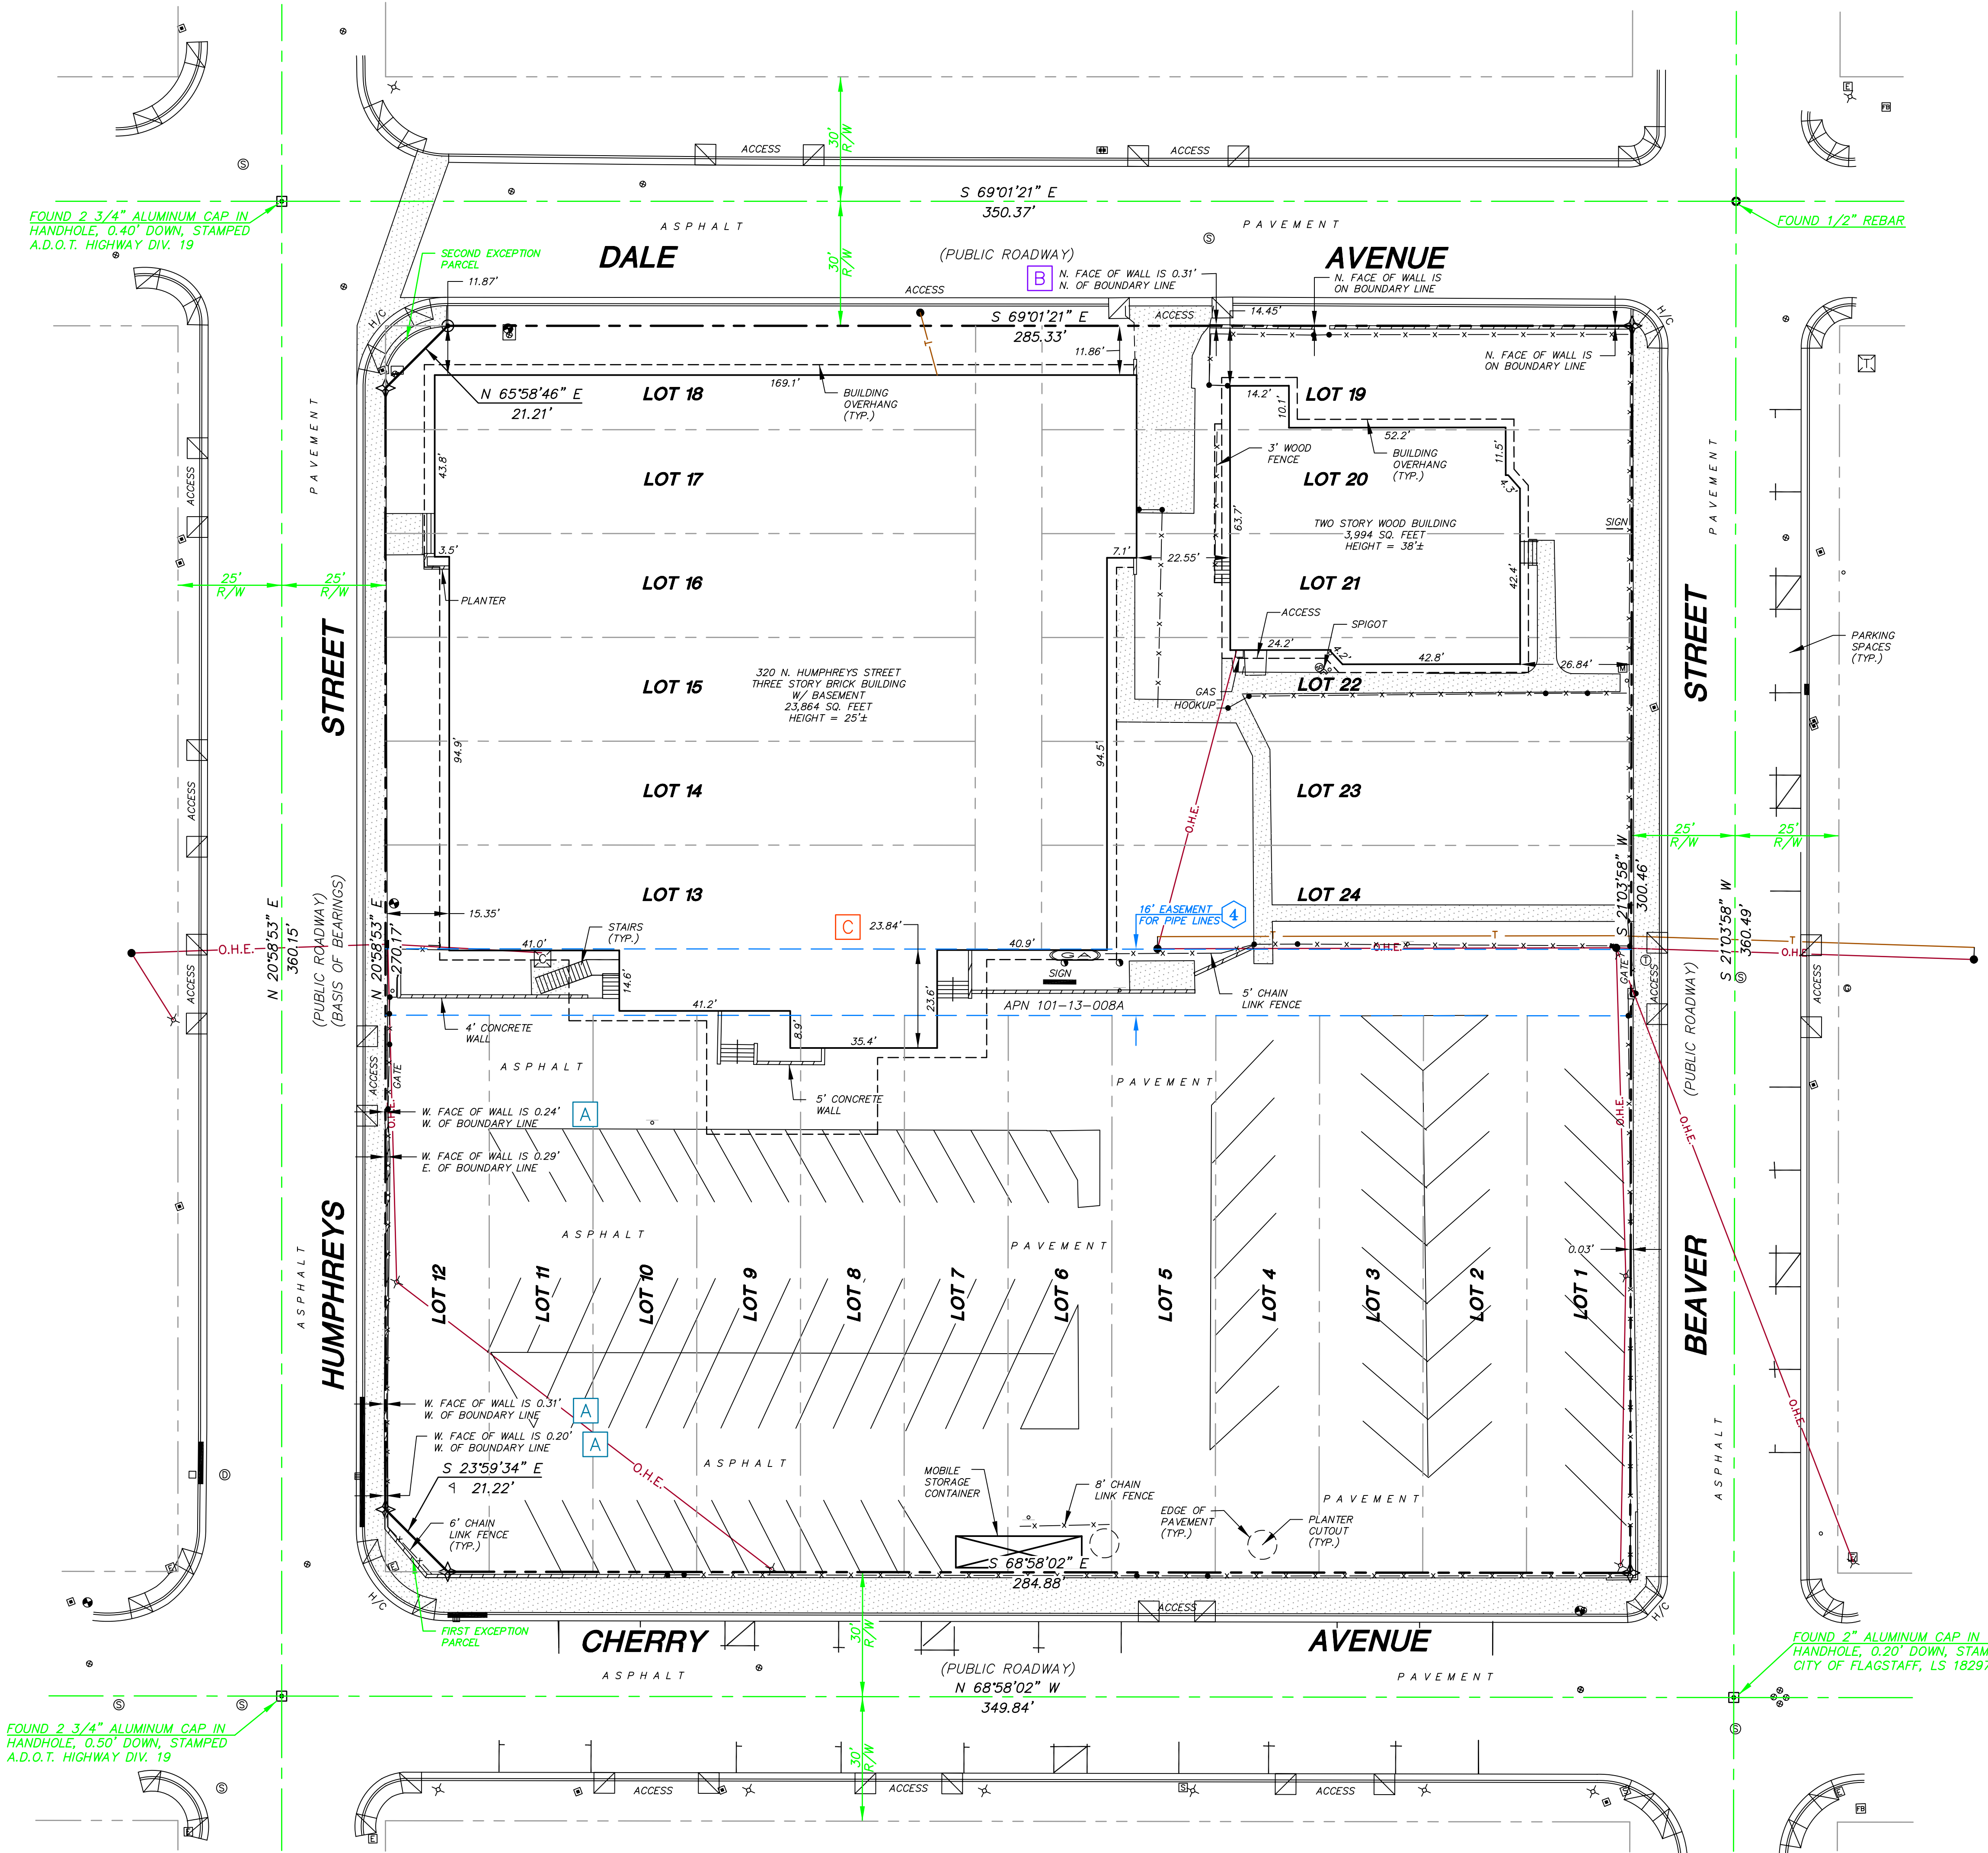 E
FB
ACCESS
ACCESS
30'
R/W
S
S 69°01'21" E
350.37'
FOUND 2 3/4" ALUMINUM CAP IN
HANDHOLE, 0.40' DOWN, STAMPED
A.D.O.T. HIGHWAY DIV. 19
FOUND 1/2" REBAR
ASPHALT
PAVEMENT
30'
R/W
S
SECOND EXCEPTION
PARCEL
DALE
(PUBLIC ROADWAY)
AVENUE
B
N. FACE OF WALL IS 0.31'
N. OF BOUNDARY LINE
N. FACE OF WALL IS
ON BOUNDARY LINE
11.87'
ACCESS
H/C
S 69°01'21" E
285.33'
ACCESS
14.45'
H/C
11.86'
N. FACE OF WALL IS
ON BOUNDARY LINE
T
T
N 65°58'46" E
21.21'
169.1'
LOT 18
BUILDING
OVERHANG
(TYP.)
14.2'
10.1'
LOT 19
52.2'
11.5'
4.3'
BUILDING
OVERHANG
(TYP.)
3' WOOD
FENCE
PAVEMENT
43.8'
LOT 17
LOT 20
PAVEMENT
ACCESS
63.7'
TWO STORY WOOD BUILDING
3,994 SQ. FEET
HEIGHT = 38'±
SIGN
3.5'
7.1'
22.55'
42.4'
25'
R/W
25'
R/W
LOT 16
LOT 21
PLANTER
ACCESS
SPIGOT
STREET
STREET
PARKING
SPACES
(TYP.)
24.2'
4.2'
42.8'
26.84'
M
320 N. HUMPHREYS STREET
THREE STORY BRICK BUILDING
W/ BASEMENT
23,864 SQ. FEET
HEIGHT = 25'±
LOT 15
LOT 22
GAS
HOOKUP
94.9'
94.5'
LOT 14
LOT 23
ACCESS
O.H.E.
25'
R/W
25'
R/W
LOT 13
LOT 24
N 20°58'53" E
360.15'
(PUBLIC ROADWAY)
(BASIS OF BEARINGS)
N 20°58'53" E
270.17'
15.35'
STAIRS
(TYP.)
C
23.84'
16' EASEMENT
FOR PIPE LINES
4
S 21°03'58" W
300.46'
S 21°03'58" W
360.49'
O.H.E.
41.0'
40.9'
GA
SIGN
T
T
O.H.E.
T
O.H.E.
ACCESS
14.6'
23.6'
5' CHAIN
LINK FENCE
GATE
ACCESS
T
S
ACCESS
41.2'
8.9'
35.4'
APN 101-13-008A
(PUBLIC ROADWAY)
4' CONCRETE
WALL
ASPHALT
PAVEMENT
ACCESS
GATE
5' CONCRETE
WALL
W. FACE OF WALL IS 0.24'
W. OF BOUNDARY LINE
A
O.H.E.
O.H.E.
O.H.E.
W. FACE OF WALL IS 0.29'
E. OF BOUNDARY LINE
ASPHALT
PAVEMENT
0.03'
HUMPHREYS
ASPHALT
LOT 12
LOT 11
LOT 10
LOT 9
LOT 8
LOT 7
LOT 6
LOT 5
LOT 4
LOT 3
LOT 2
LOT 1
BEAVER
W. FACE OF WALL IS 0.31'
W. OF BOUNDARY LINE
A
O.H.E.
W. FACE OF WALL IS 0.20'
W. OF BOUNDARY LINE
A
S 23°59'34" E
21.22'
O.H.E.
ASPHALT
ASPHALT
D
MOBILE
STORAGE
CONTAINER
8' CHAIN
LINK FENCE
EDGE OF
PAVEMENT
(TYP.)
PAVEMENT
PLANTER
CUTOUT
(TYP.)
6' CHAIN
LINK FENCE
(TYP.)
S 68°58'02" E
284.88'
H/C
ACCESS
H/C
FIRST EXCEPTION
PARCEL
CHERRY
30'
R/W
AVENUE
FOUND 2" ALUMINUM CAP IN
HANDHOLE, 0.20' DOWN, STAM
CITY OF FLAGSTAFF, LS 18297
(PUBLIC ROADWAY)
ASPHALT
PAVEMENT
N 68°58'02" W
349.84'
S
S
S
FOUND 2 3/4" ALUMINUM CAP IN
HANDHOLE, 0.50' DOWN, STAMPED
A.D.O.T. HIGHWAY DIV. 19
30'
R/W
S
ACCESS
ACCESS
S
ACCESS
FB
E
E